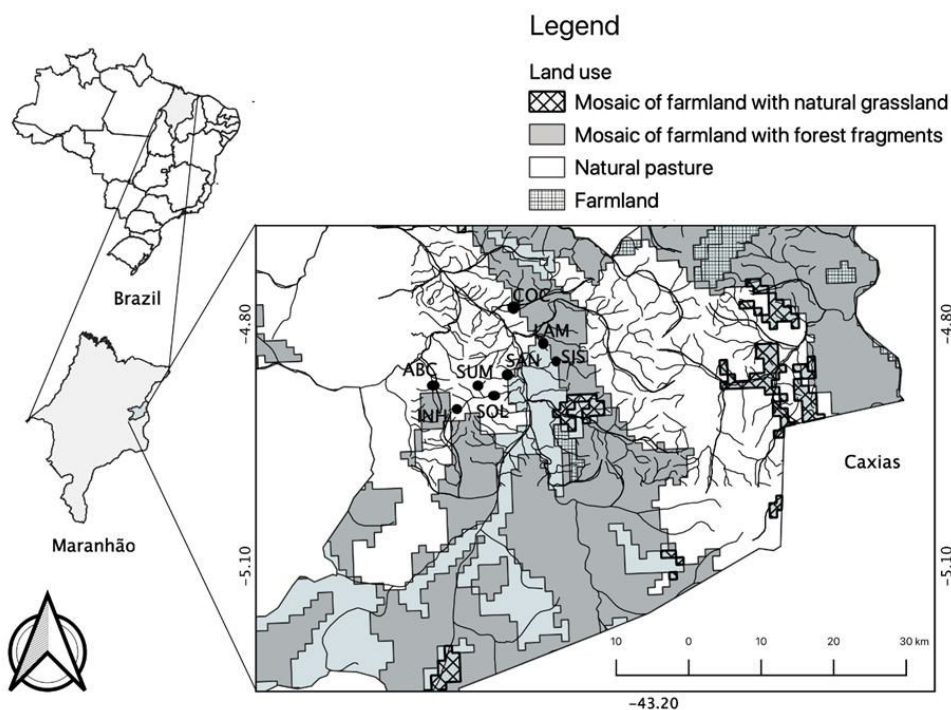 Legend
Land use
Mosaic of farmland with natural grassland
Mosaic of farmland with forest fragments
Natural pasture
Farmland
Brazil
Maranhão
COC
LAM
SAN
SIS
ABC
SUM
INH
SOL
-4.80
-4.80
Caxias
-5.10
-5.10
10 0 10 20 30 km
-43.20